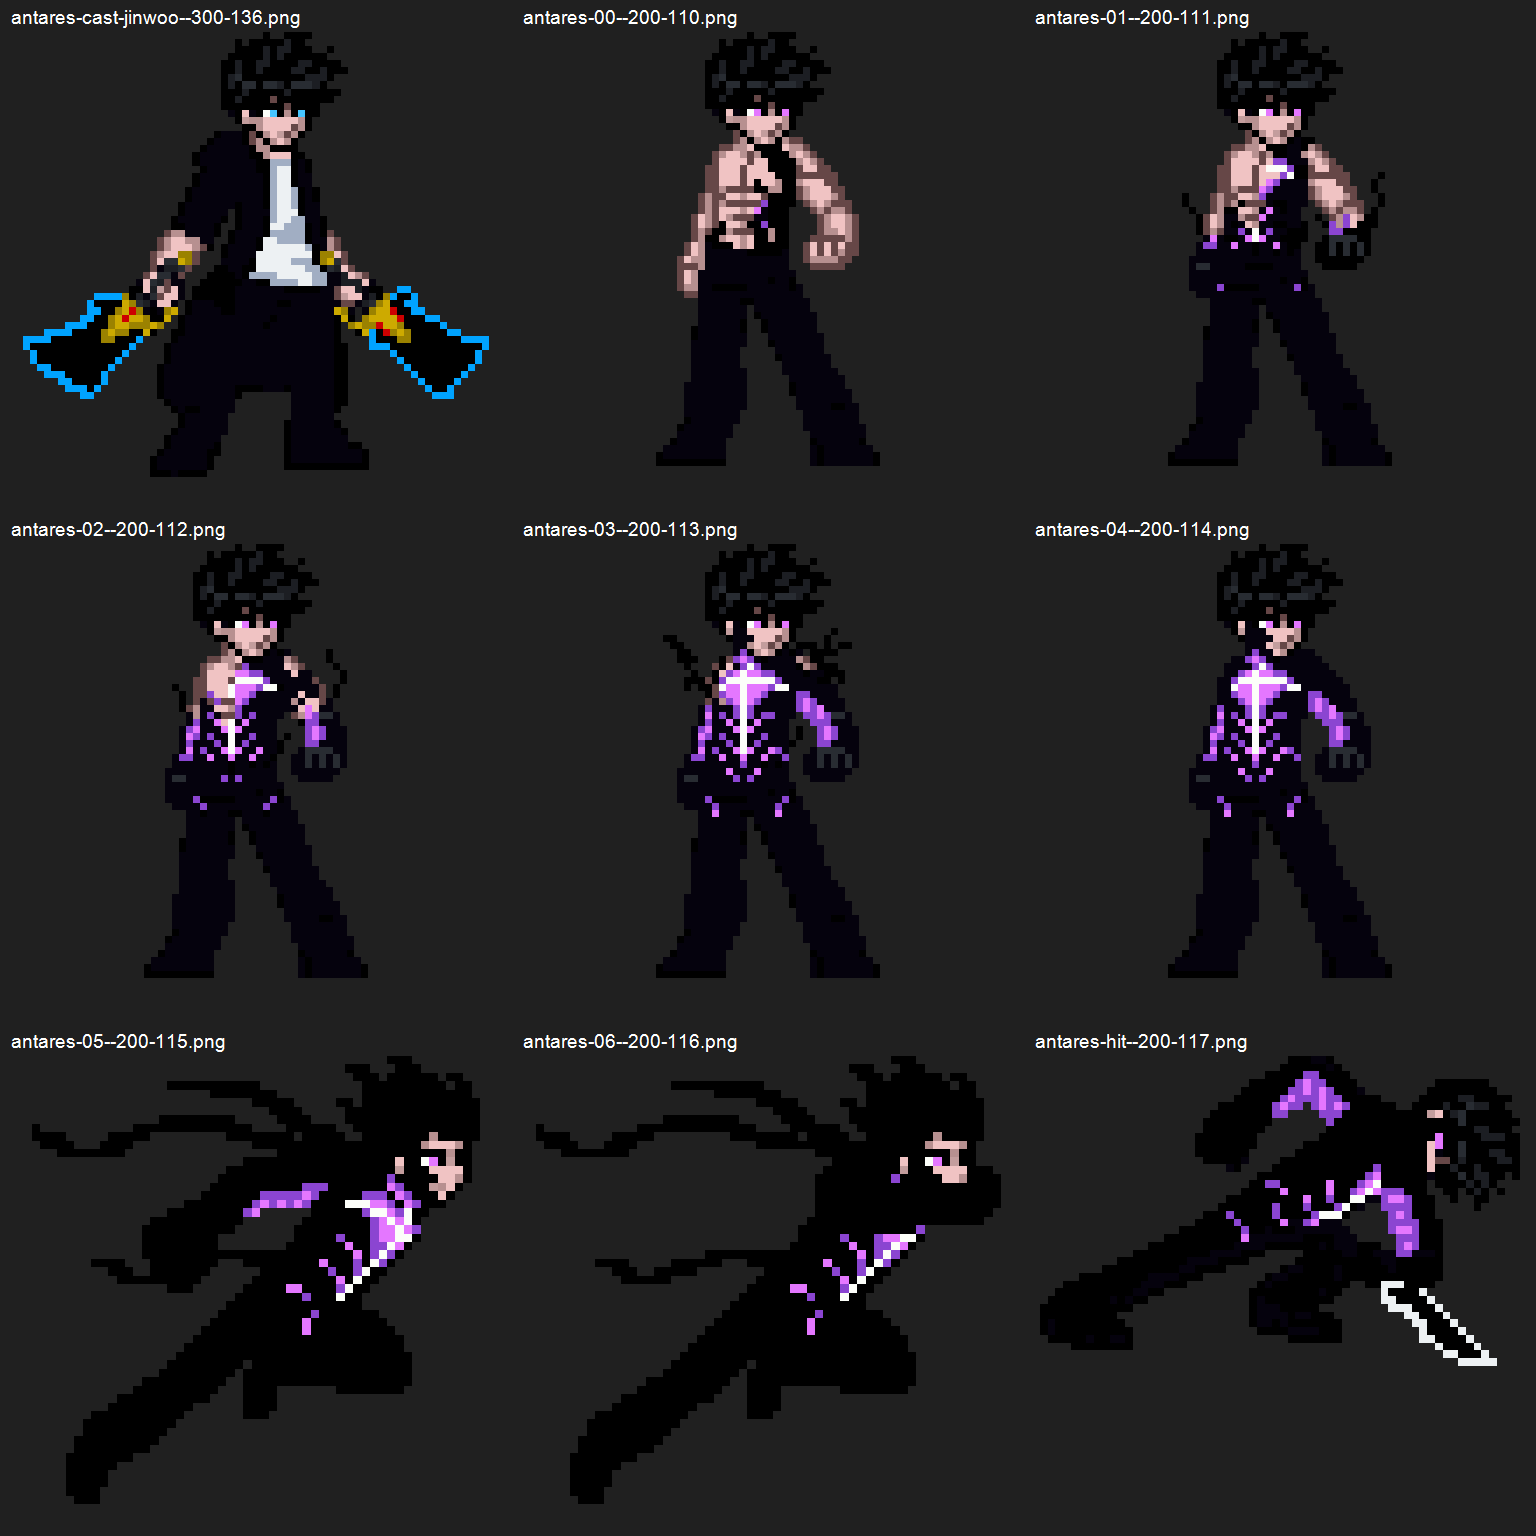 antares-cast-jinwoo--300-136.png
antares-00--200-110.png
antares-01--200-111.png
antares-02--200-112.png
antares-03--200-113.png
antares-04--200-114.png
antares-05--200-115.png
antares-06--200-116.png
antares-hit--200-117.png